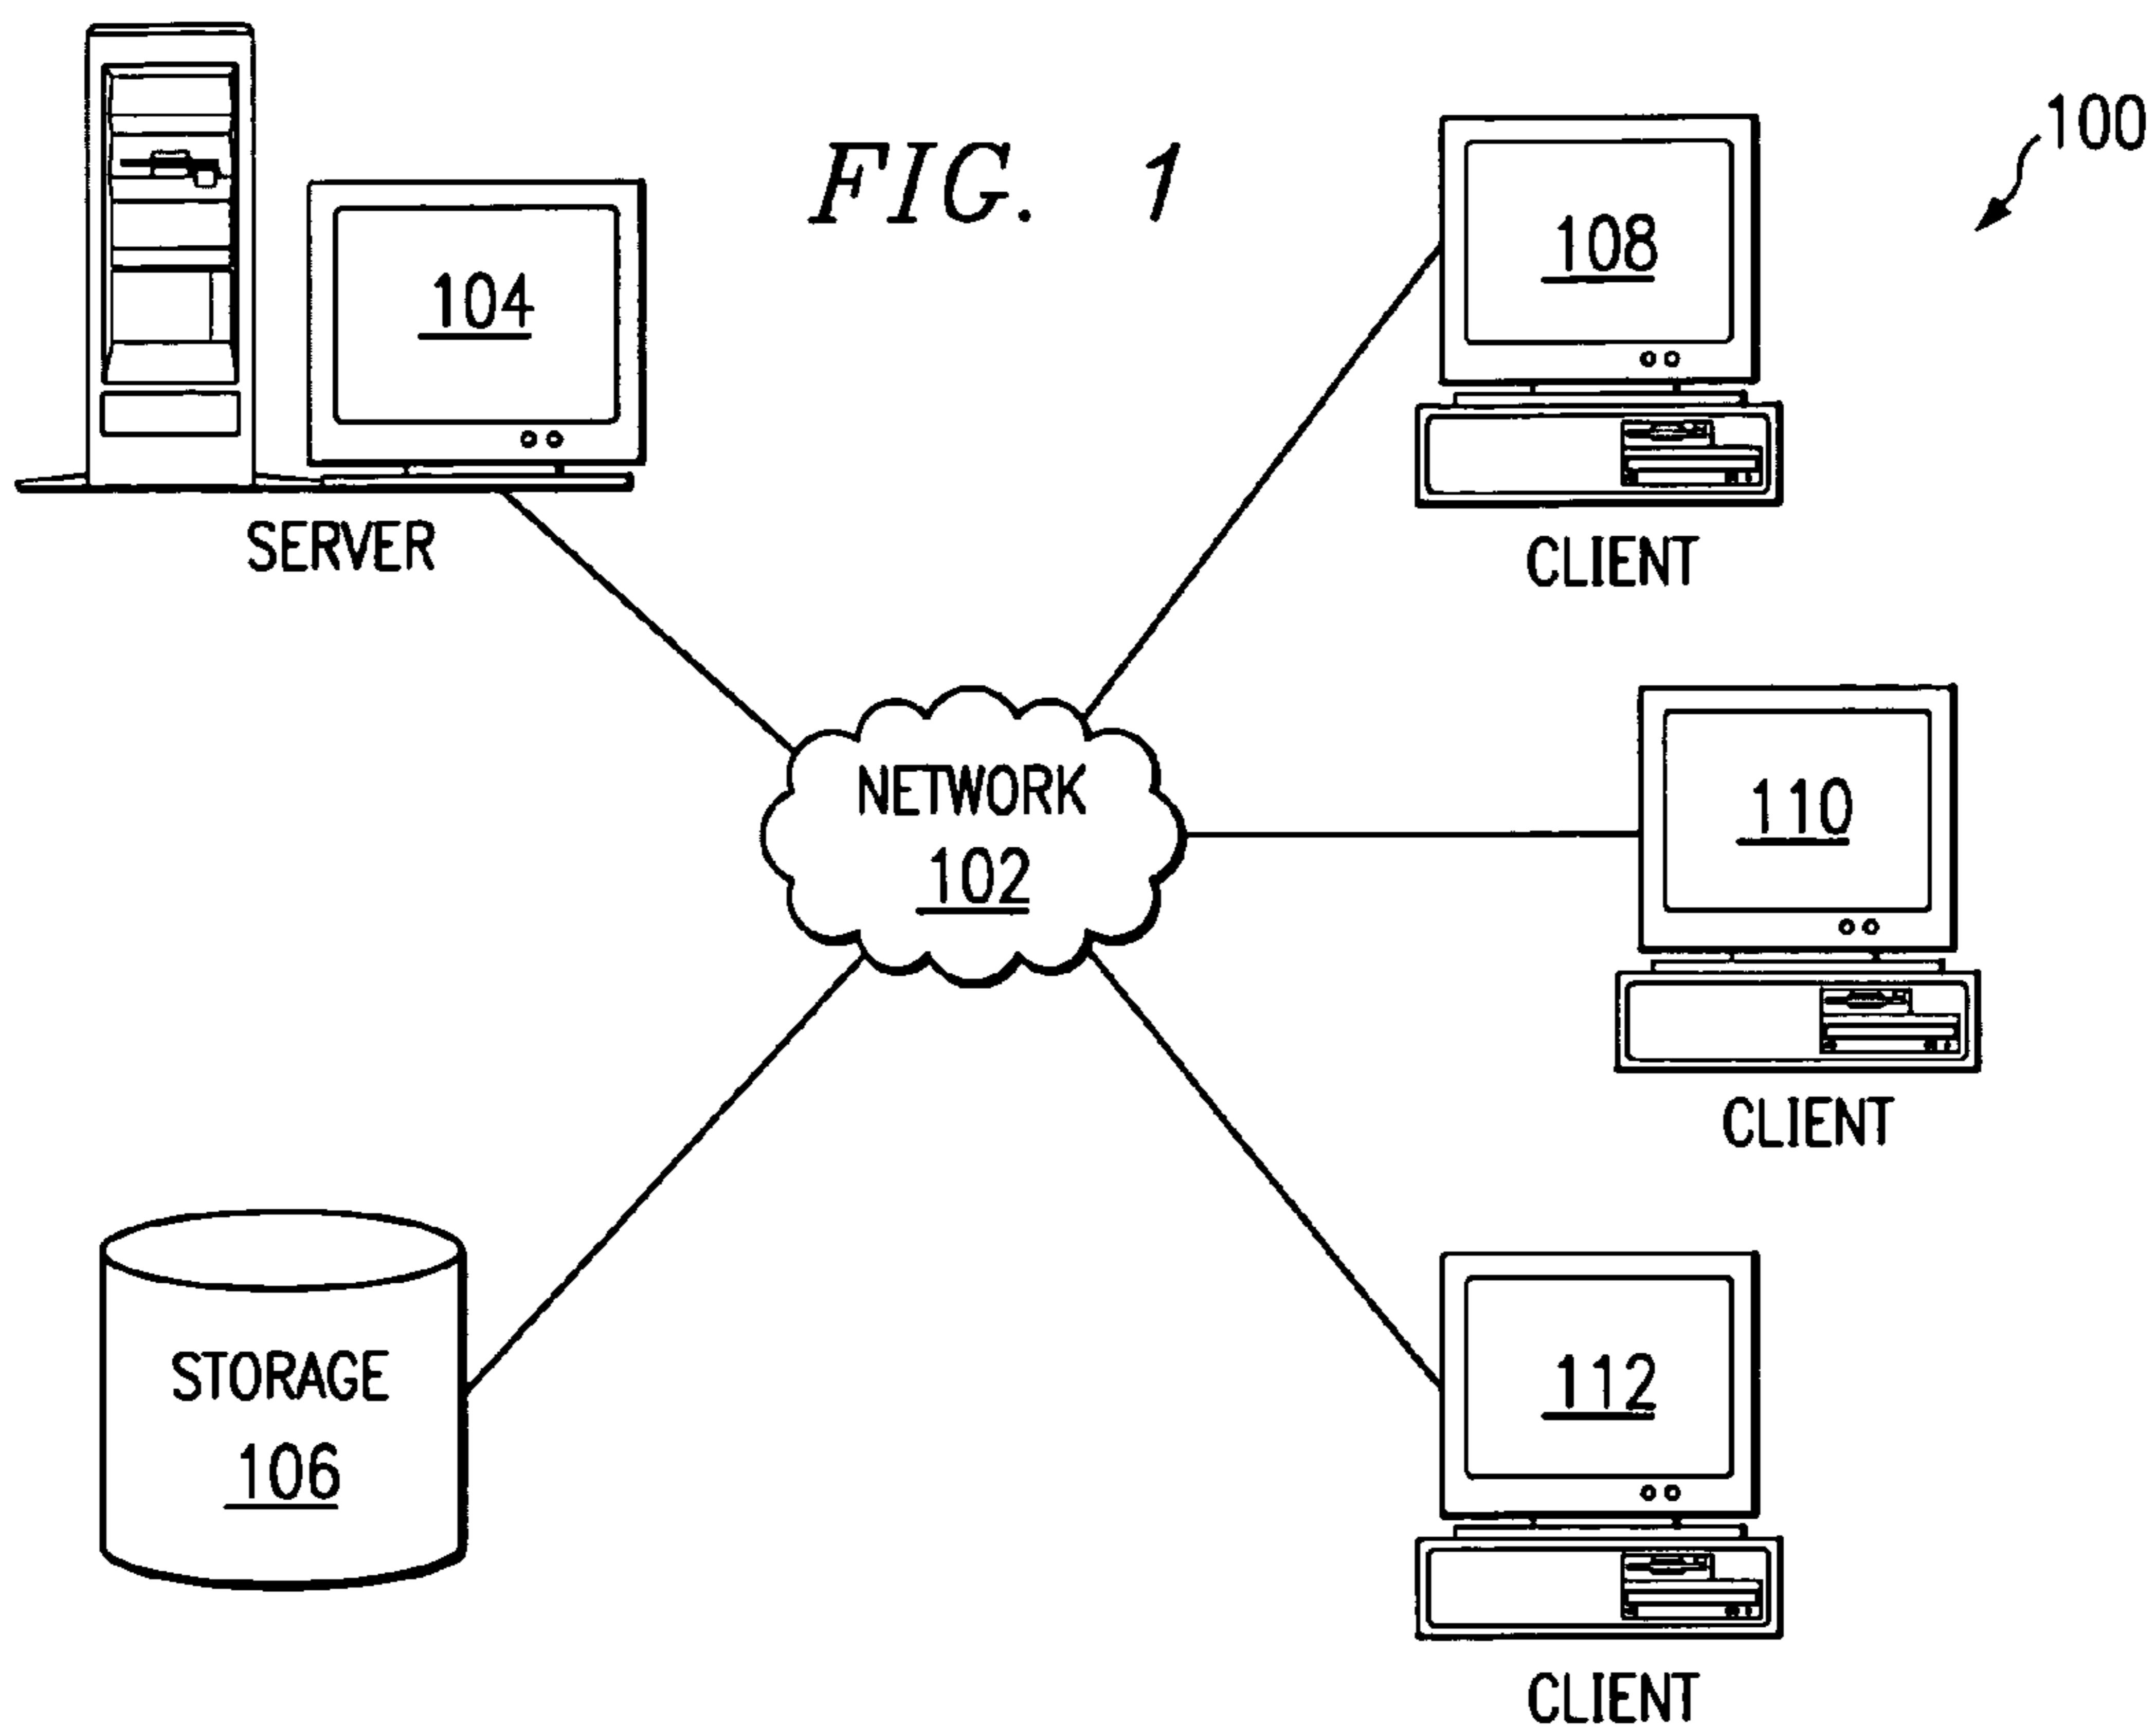 FIG. 1
100
104
SERVER
108
CLIENT
NETWORK
102
110
CLIENT
STORAGE
106
112
CLIENT